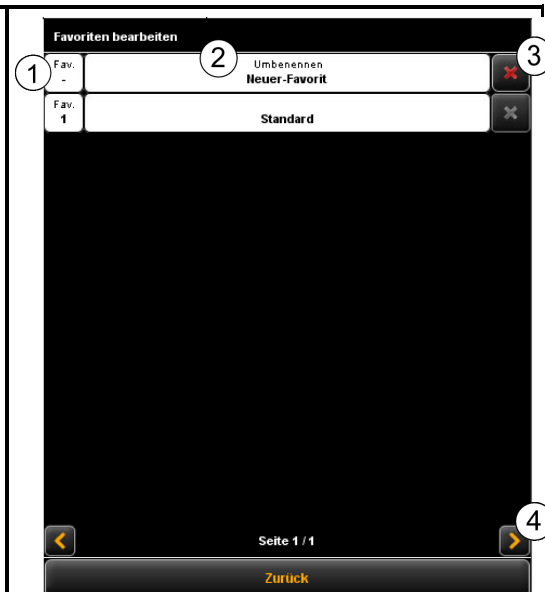 Favoriten bearbeiten
1 Fav. - 2 Umbenennen 3
Neuer-Favorit
Fav.
1 Standard
Seite 1 / 1 4
Zurück